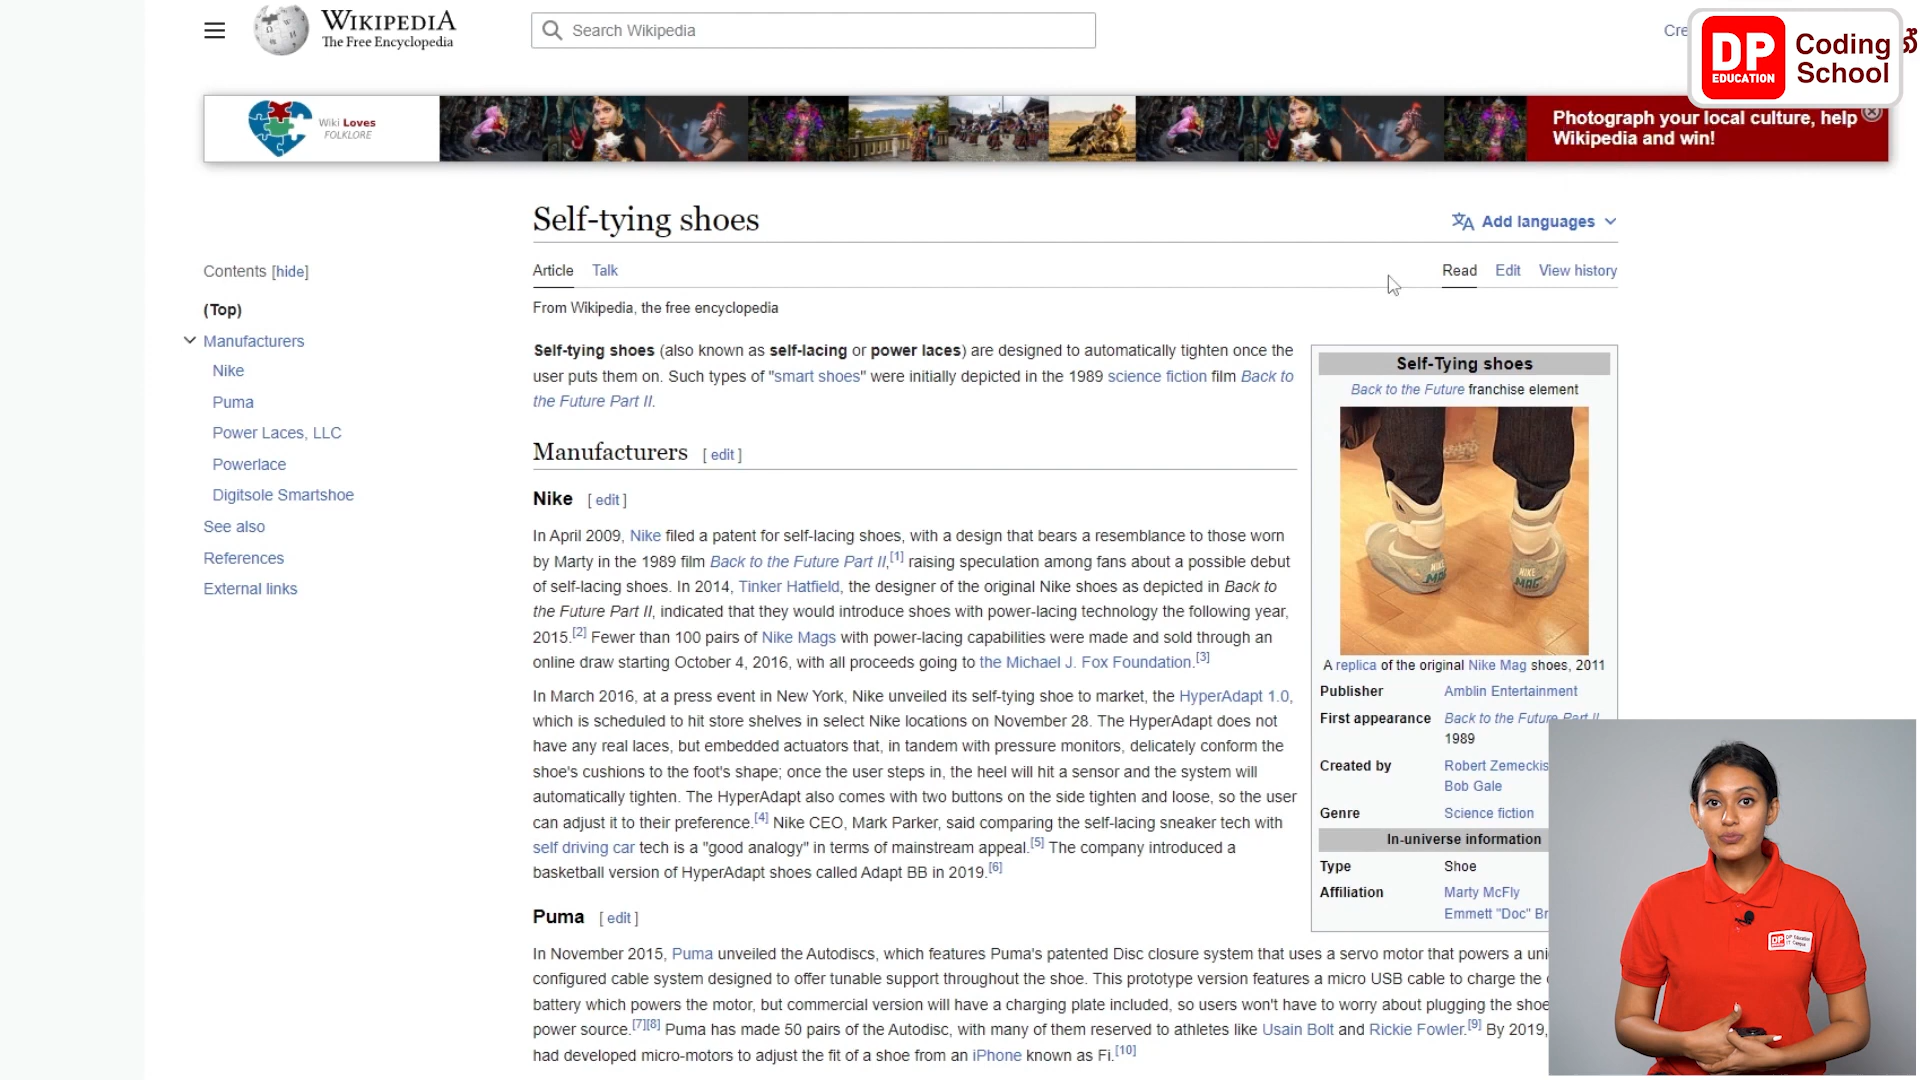 WIKIPEDIA
The Free Encyclopedia
Search Wikipedia
Cre
DP
EDUCATION
Coding
School
Wiki Loves
FOLKLORE
Photograph your local culture, help
Wikipedia and win!
Self-tying shoes
Add languages
Contents [hide]
(Top)
Manufacturers
Nike
Puma
Power Laces, LLC
Powerlace
Digitsole Smartshoe
See also
References
External links
Article Talk
Read Edit View history
From Wikipedia, the free encyclopedia
Self-tying shoes (also known as self-lacing or power laces) are designed to automatically tighten once the
user puts them on. Such types of "smart shoes" were initially depicted in the 1989 science fiction film Back to
the Future Part II.
Manufacturers [ edit ]
Nike [ edit ]
In April 2009, Nike filed a patent for self-lacing shoes, with a design that bears a resemblance to those worn
by Marty in the 1989 film Back to the Future Part II,[1] raising speculation among fans about a possible debut
of self-lacing shoes. In 2014, Tinker Hatfield, the designer of the original Nike shoes as depicted in Back to
the Future Part II, indicated that they would introduce shoes with power-lacing technology the following year,
2015.[2] Fewer than 100 pairs of Nike Mags with power-lacing capabilities were made and sold through an
online draw starting October 4, 2016, with all proceeds going to the Michael J. Fox Foundation.[3]
In March 2016, at a press event in New York, Nike unveiled its self-tying shoe to market, the HyperAdapt 1.0,
which is scheduled to hit store shelves in select Nike locations on November 28. The HyperAdapt does not
have any real laces, but embedded actuators that, in tandem with pressure monitors, delicately conform the
shoe's cushions to the foot's shape; once the user steps in, the heel will hit a sensor and the system will
automatically tighten. The HyperAdapt also comes with two buttons on the side tighten and loose, so the user
can adjust it to their preference.[4] Nike CEO, Mark Parker, said comparing the self-lacing sneaker tech with
self driving car tech is a "good analogy" in terms of mainstream appeal.[5] The company introduced a
basketball version of HyperAdapt shoes called Adapt BB in 2019.[6]
Puma [ edit ]
In November 2015, Puma unveiled the Autodiscs, which features Puma's patented Disc closure system that uses a servo motor that powers a uni
configured cable system designed to offer tunable support throughout the shoe. This prototype version features a micro USB cable to charge the
battery which powers the motor, but commercial version will have a charging plate included, so users won't have to worry about plugging the shoe
power source.[7][8] Puma has made 50 pairs of the Autodisc, with many of them reserved to athletes like Usain Bolt and Rickie Fowler.[9] By 2019,
had developed micro-motors to adjust the fit of a shoe from an iPhone known as Fi.[10]
Self-Tying shoes
Back to the Future franchise element
NIKE
MAG
NIKE
MAG
A replica of the original Nike Mag shoes, 2011
Publisher Amblin Entertainment
First appearance Back to the Future Part II
1989
Created by Robert Zemeckis
Bob Gale
Genre Science fiction
In-universe information
Type Shoe
Affiliation Marty McFly
Emmett "Doc" Br
DP Education
IT Campus